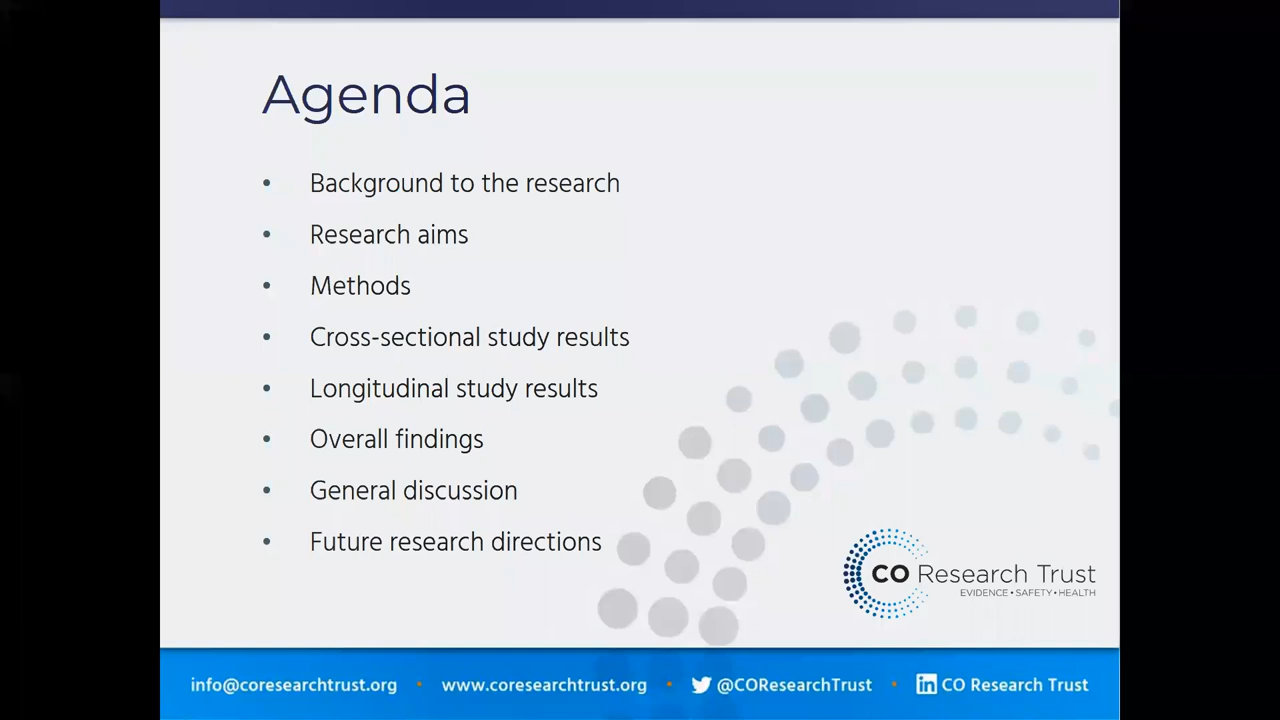 Agenda
• Background to the research
• Research aims
• Methods
• Cross-sectional study results
• Longitudinal study results
• Overall findings
• General discussion
• Future research directions
CO Research Trust
EVIDENCE • SAFETY • HEALTH
info@coresearchtrust.org • www.coresearchtrust.org • @COResearchTrust • in CO Research Trust